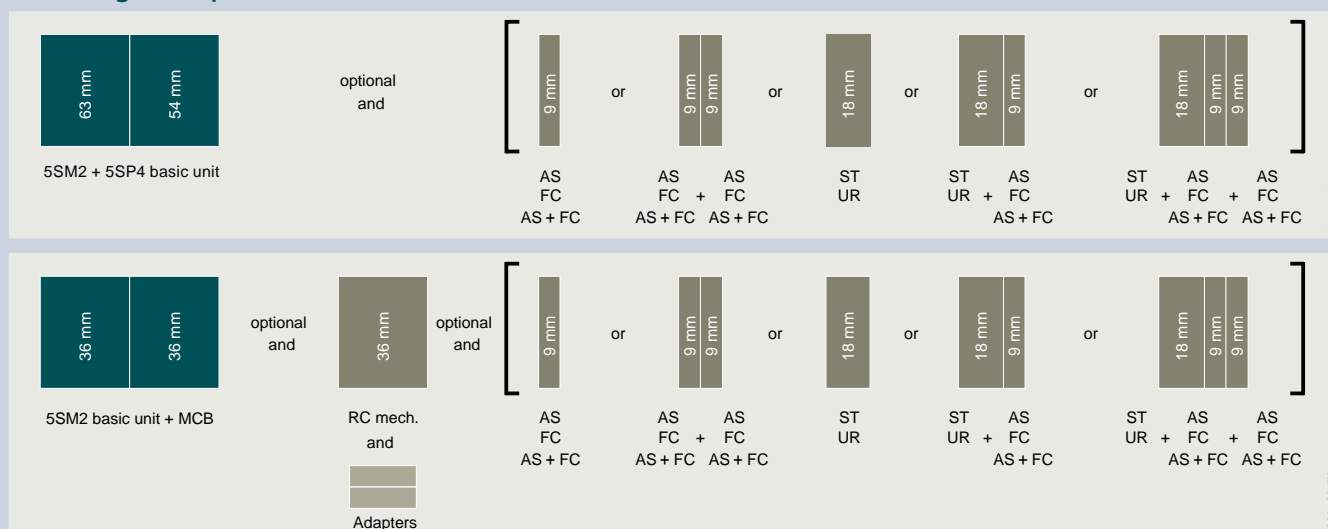 63 mm
54 mm
optional
and
9 mm
or
9 mm
9 mm
or
18 mm
or
18 mm
9 mm
or
18 mm
9 mm
9 mm
5SM2 + 5SP4 basic unit
AS
FC
AS + FC
AS AS
FC + FC
AS + FC AS + FC
ST
UR
ST AS
UR + FC
AS + FC
ST AS AS
UR + FC + FC
AS + FC AS + FC
36 mm
36 mm
optional
and
36 mm
optional
and
9 mm
or
9 mm
9 mm
or
18 mm
or
18 mm
9 mm
or
18 mm
9 mm
9 mm
5SM2 basic unit + MCB
RC mech.
and
Adapters
AS
FC
AS + FC
AS AS
FC + FC
AS + FC AS + FC
ST
UR
ST AS
UR + FC
AS + FC
ST AS AS
UR + FC + FC
AS + FC AS + FC